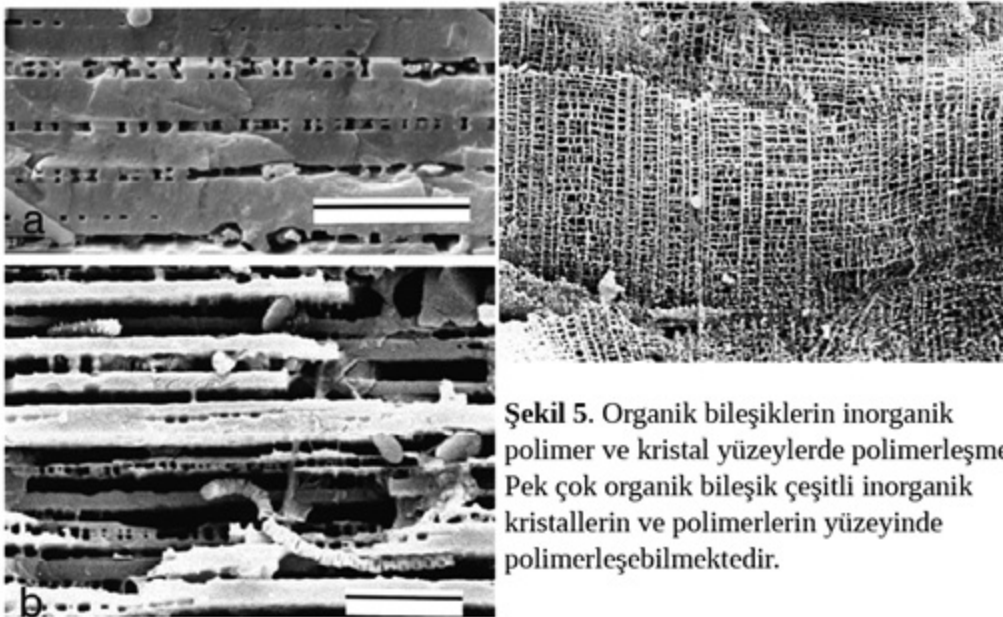 a
b
Şekil 5. Organik bileşiklerin inorganik
polimer ve kristal yüzeylerde polimerleşme
Pek çok organik bileşik çeşitli inorganik
kristallerin ve polimerlerin yüzeyinde
polimerleşebilmektedir.